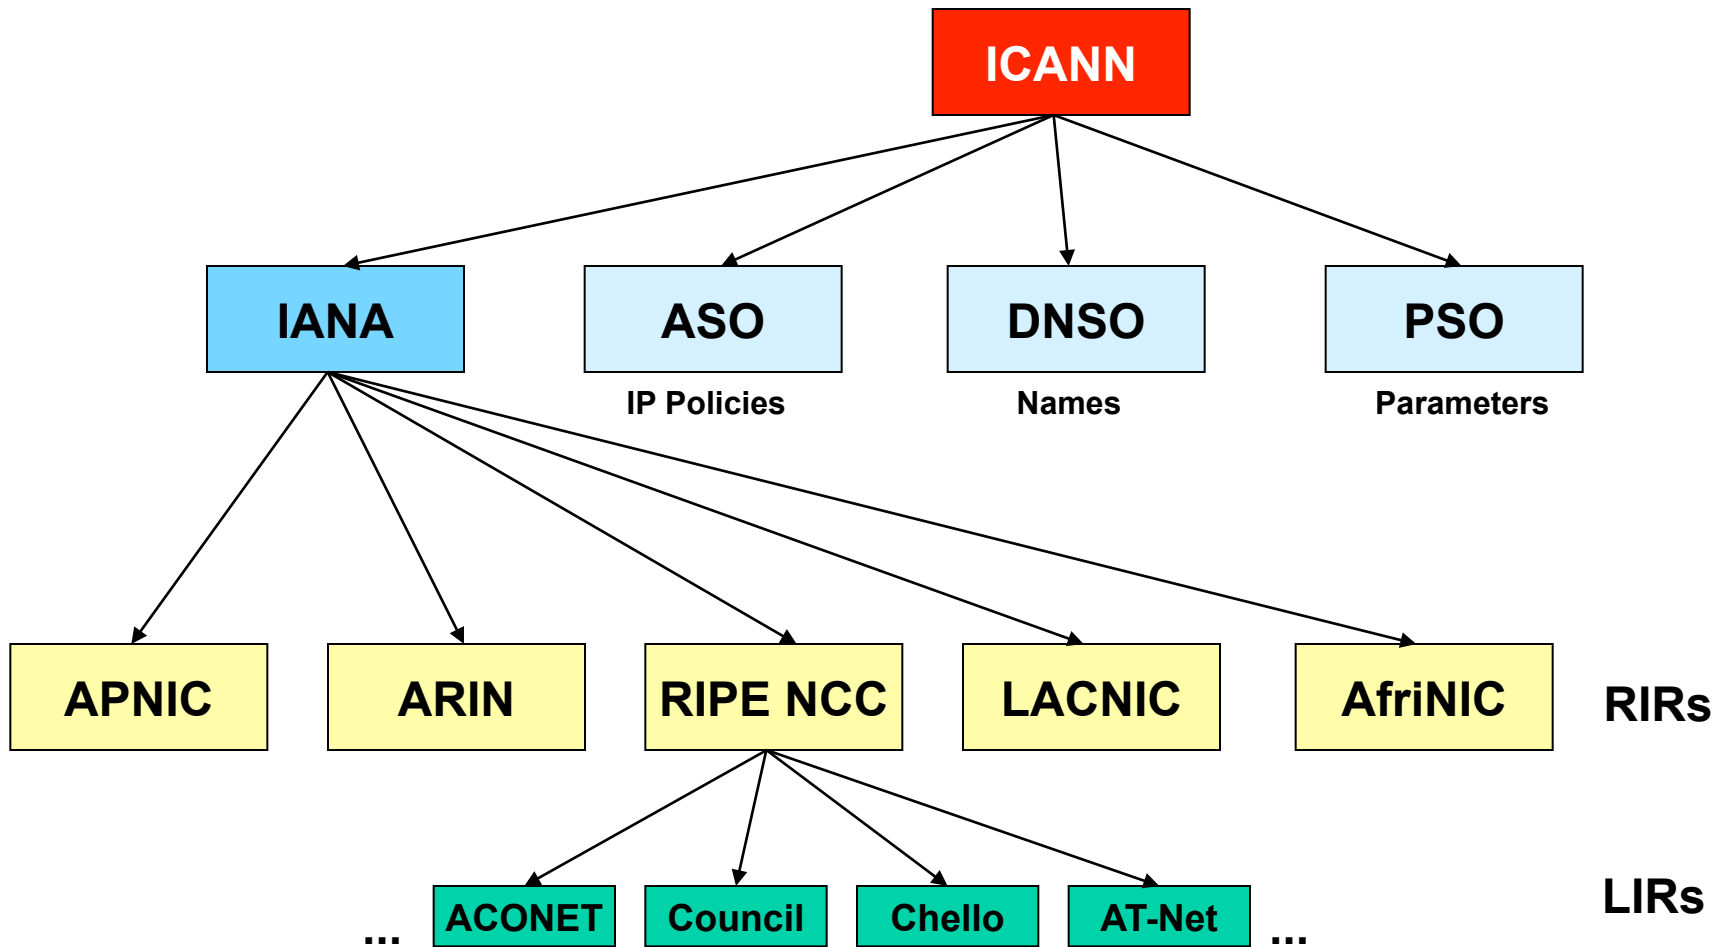 ICANN
IANA
ASO
DNSO
PSO
IP Policies
Names
Parameters
APNIC
ARIN
RIPE NCC
LACNIC
AfriNIC
RIRs
...
ACONET
Council
Chello
AT-Net
...
LIRs